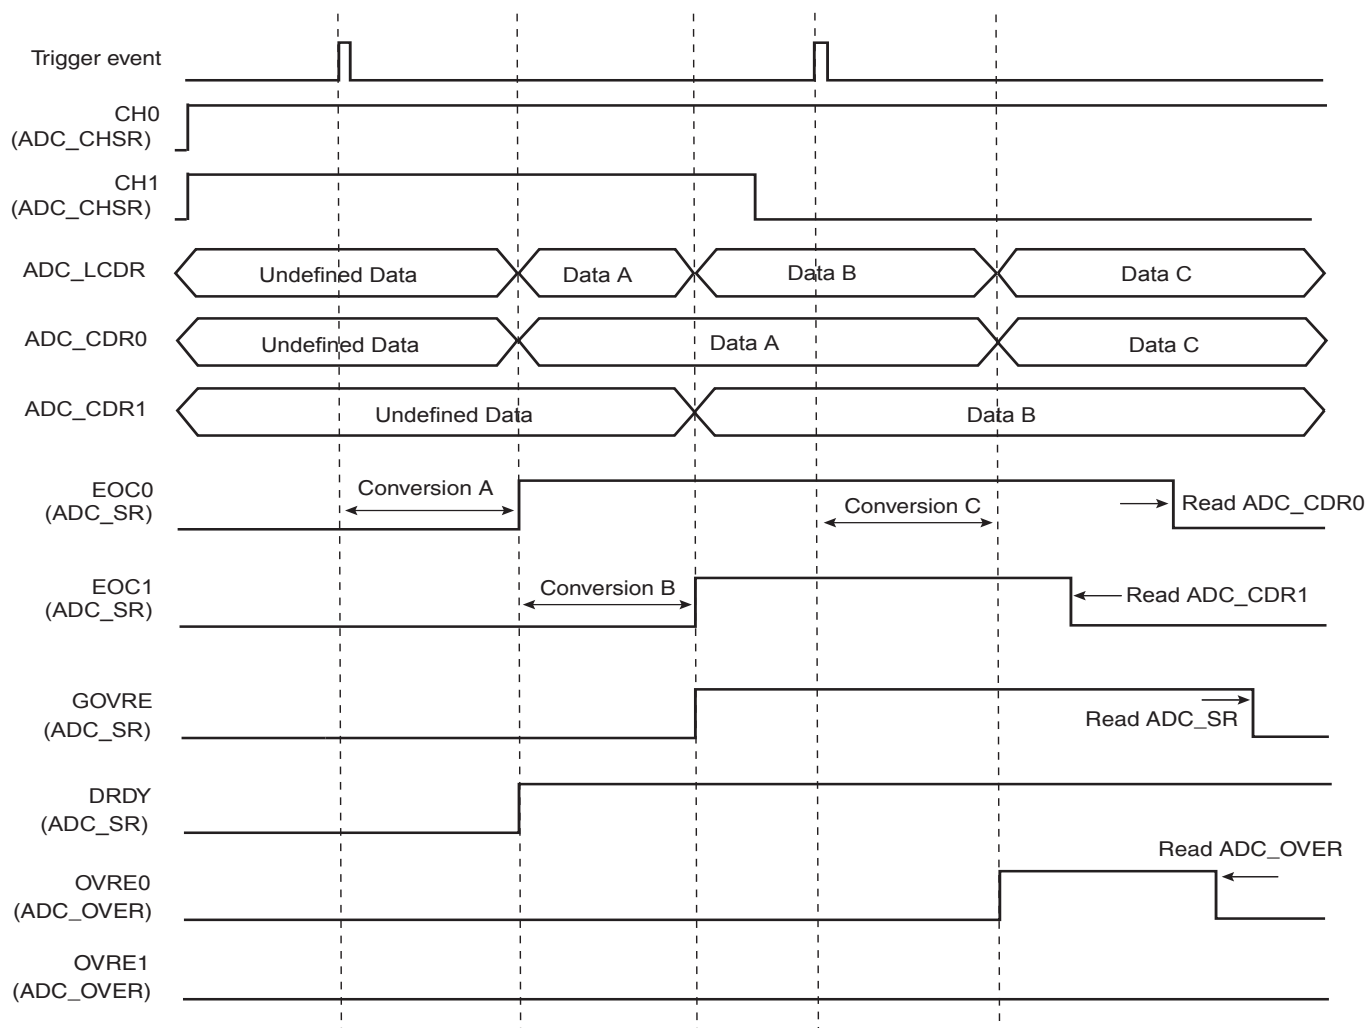 Trigger event
CH0
(ADC_CHSR)
CH1
(ADC_CHSR)
ADC_LCDR
Undefined Data
Data A
Data B
Data C
ADC_CDR0
Undefined Data
Data A
Data C
ADC_CDR1
Undefined Data
Data B
EOC0
(ADC_SR)
Conversion A
Conversion C
Read ADC_CDR0
EOC1
(ADC_SR)
Conversion B
Read ADC_CDR1
GOVRE
(ADC_SR)
Read ADC_SR
DRDY
(ADC_SR)
Read ADC_OVER
OVRE0
(ADC_OVER)
OVRE1
(ADC_OVER)